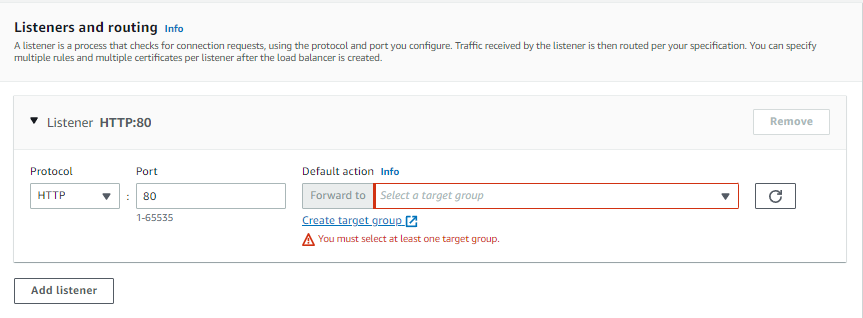 Listeners and routing Info
A listener is a process that checks for connection requests, using the protocol and port you configure. Traffic received by the listener is then routed per your specification. You can specify
multiple rules and multiple certificates per listener after the load balancer is created.
Listener HTTP:80
Remove
Protocol Port Default action Info
HTTP : 80 Forward to Select a target group
1-65535 Create target group
You must select at least one target group.
Add listener